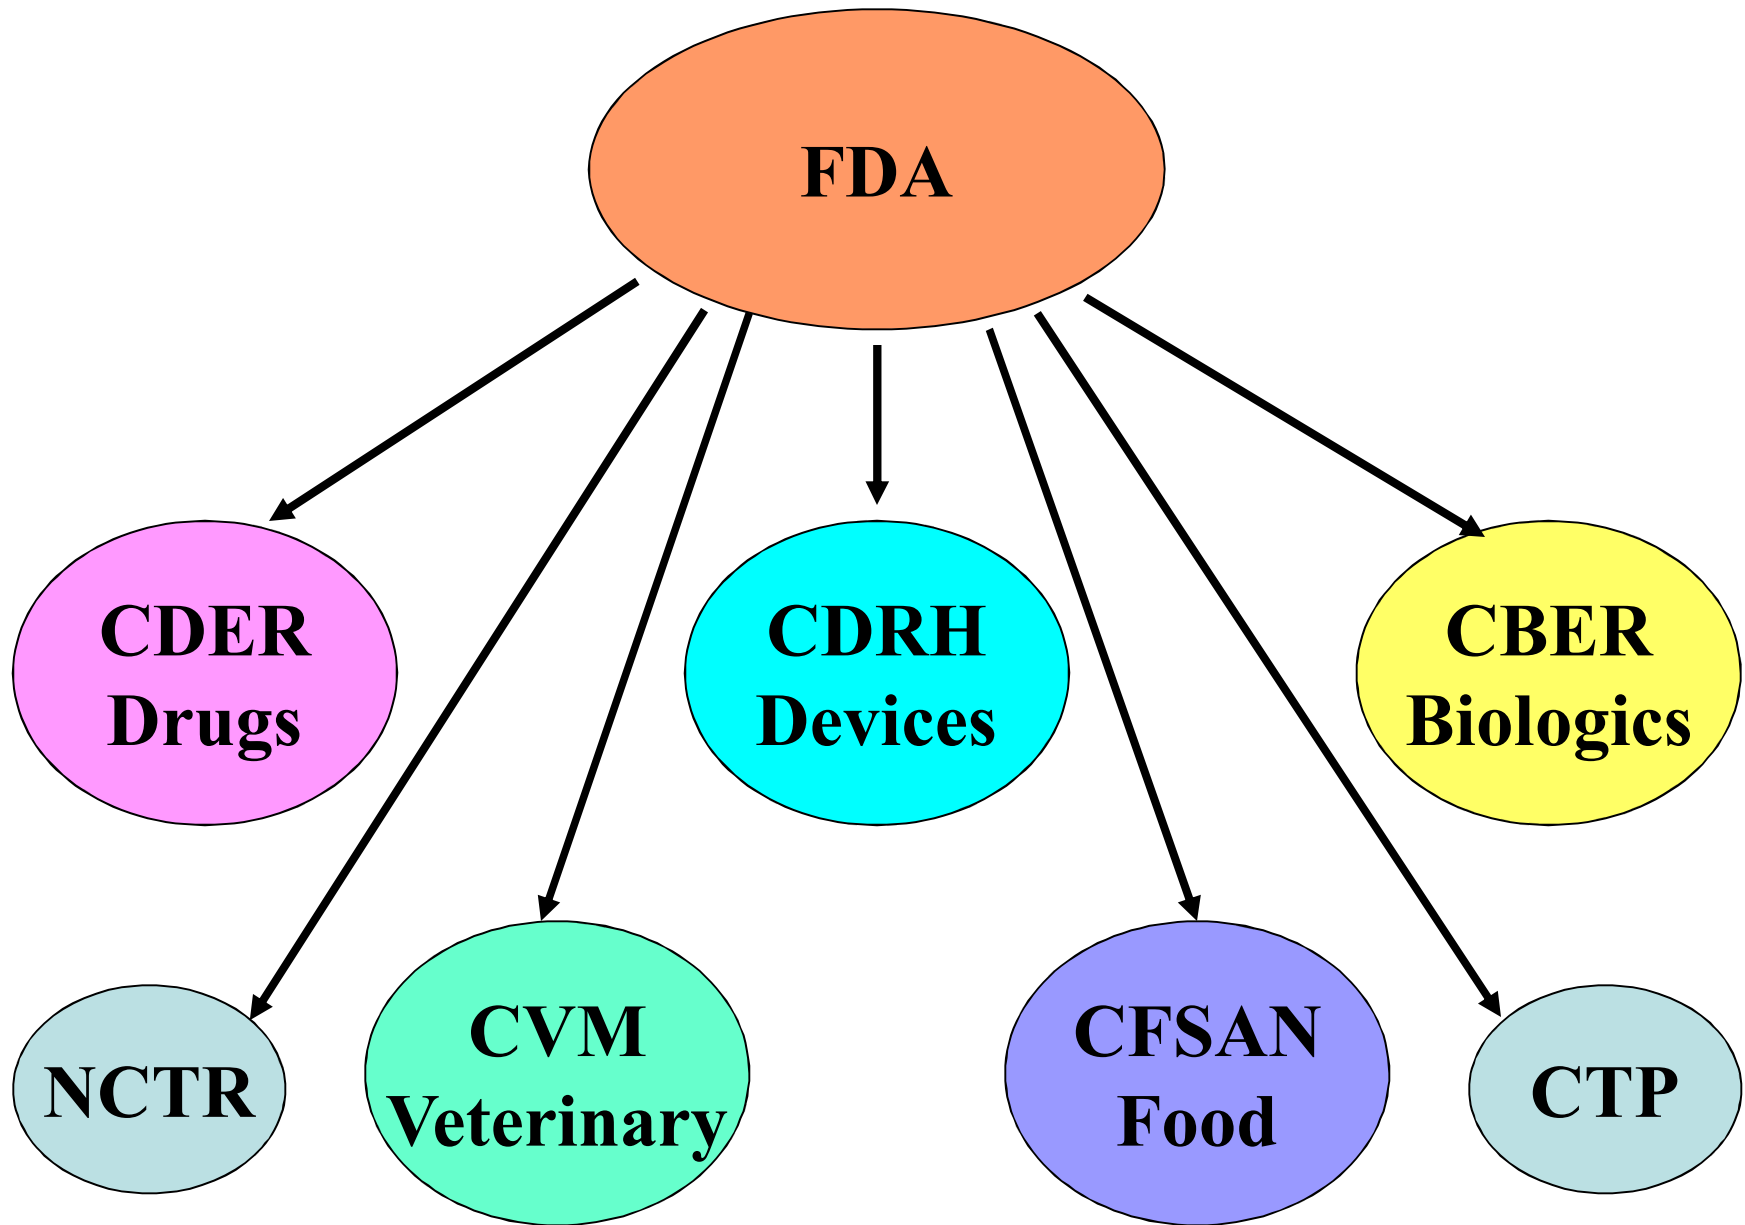 FDA
CDER
Drugs
CDRH
Devices
CBER
Biologics
NCTR
CVM
Veterinary
CFSAN
Food
CTP